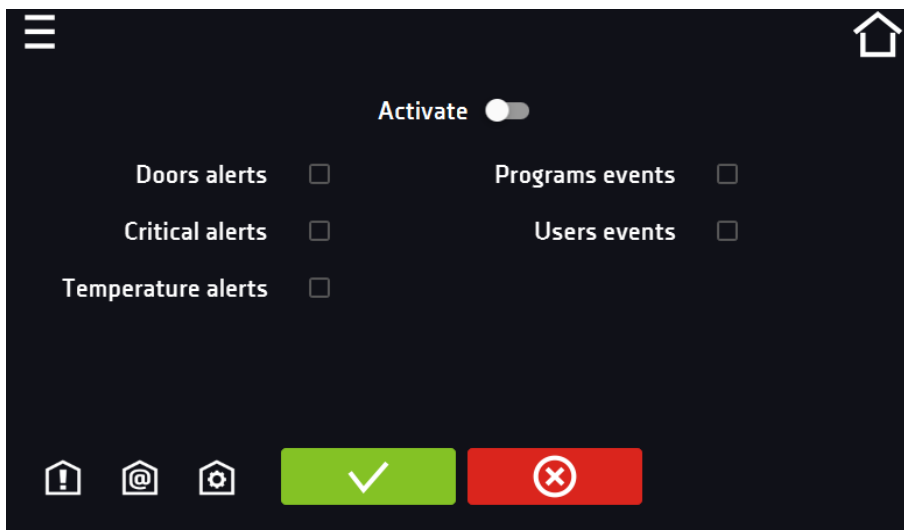 Activate
Doors alerts
Programs events
Critical alerts
Users events
Temperature alerts